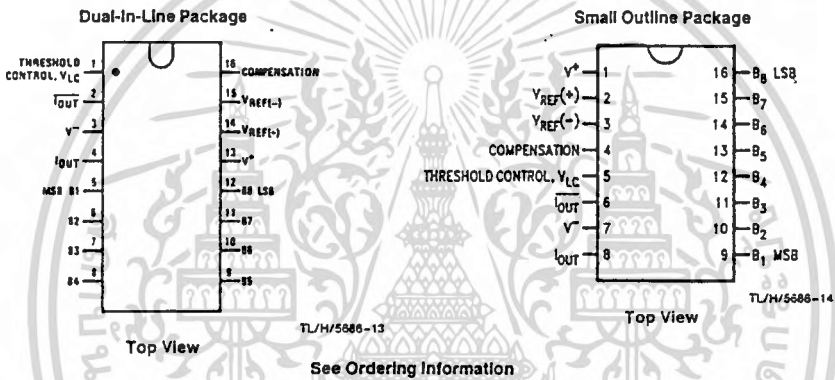 Dual-In-Line Package
THRESHOLD CONTROL, VLC
1
I̅O̅U̅T̅
2
V⁻
3
IOUT
4
MSB B1
5
B2
6
B3
7
B4
8
16
COMPENSATION
15
VREF(–)
14
VREF(–)
13
V⁺
12
B8 LSB
11
B7
10
B6
9
B5
TL/H/5686-13
Top View
Small Outline Package
V⁺ 1
VREF(+) 2
VREF(–) 3
COMPENSATION 4
THRESHOLD CONTROL, VLC 5
I̅O̅U̅T̅ 6
V⁻ 7
IOUT 8
16 B8 LSB
15 B7
14 B6
13 B5
12 B4
11 B3
10 B2
9 B1 MSB
TL/H/5686-14
Top View
See Ordering Information